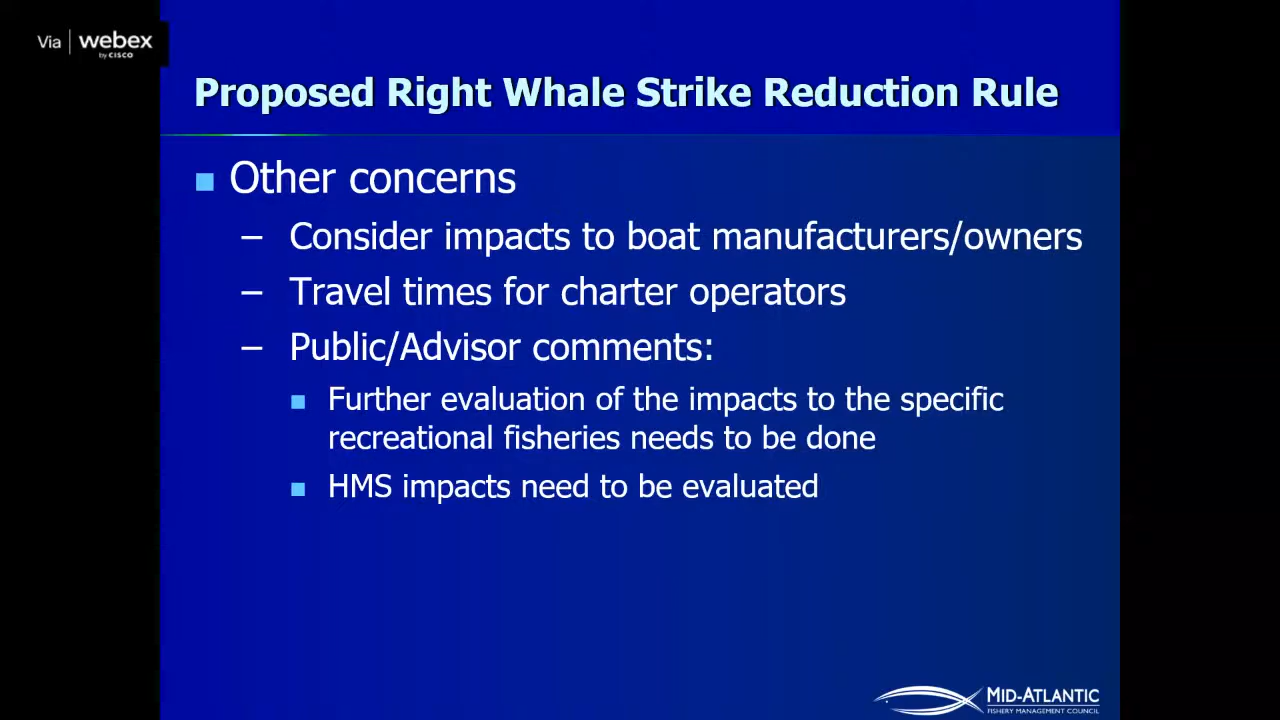 Via webex
by CISCO
Proposed Right Whale Strike Reduction Rule
Other concerns
– Consider impacts to boat manufacturers/owners
– Travel times for charter operators
– Public/Advisor comments:
Further evaluation of the impacts to the specific
recreational fisheries needs to be done
HMS impacts need to be evaluated
MID-ATLANTIC
FISHERY MANAGEMENT COUNCIL